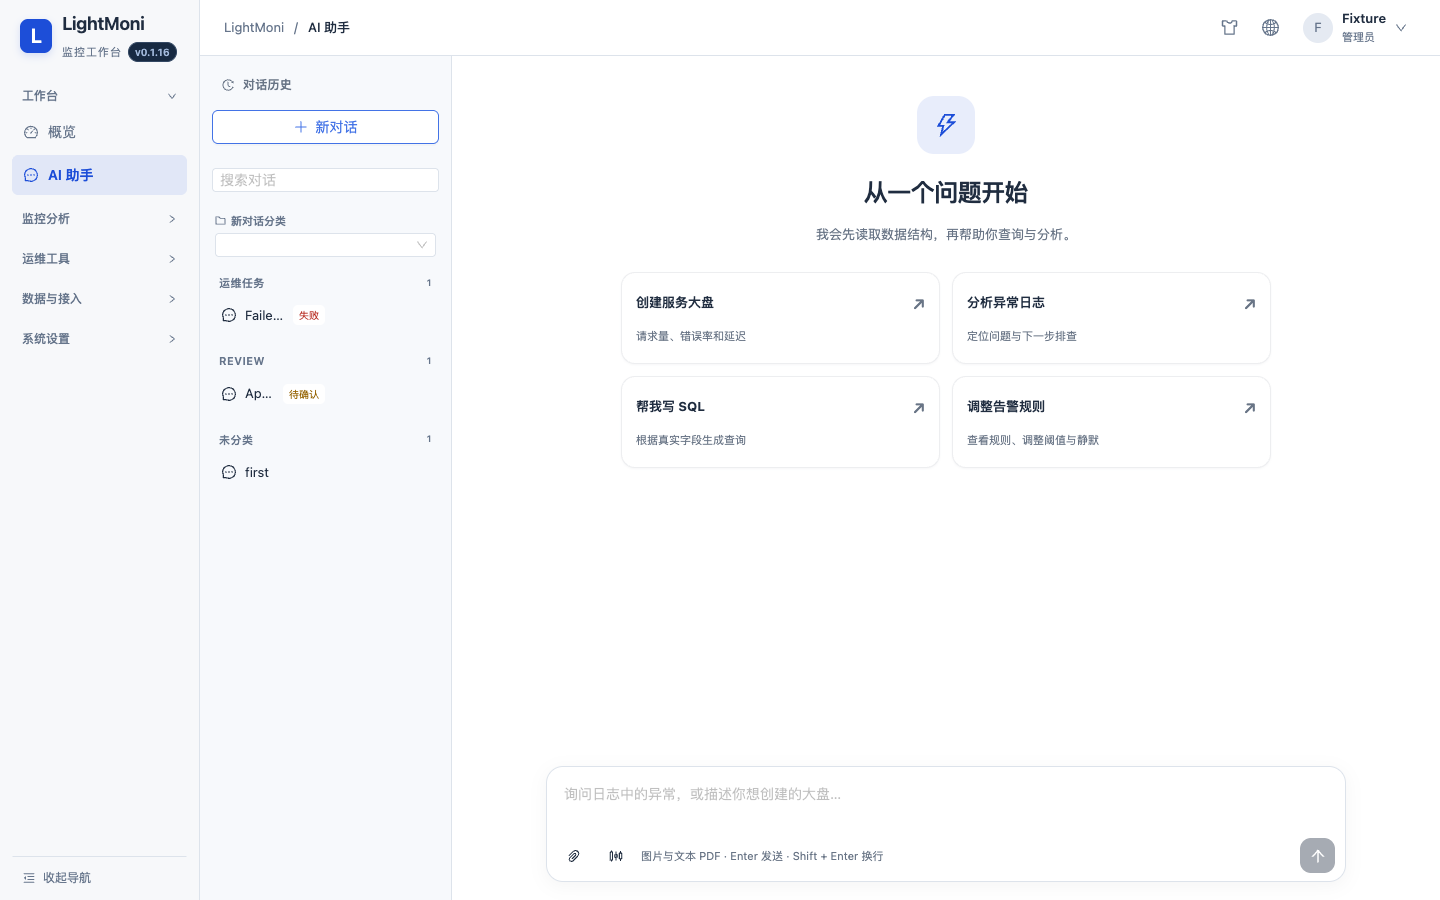 L
LightMoni
监控工作台 v0.1.16
工作台
概览
AI 助手
监控分析
运维工具
数据与接入
系统设置
收起导航
LightMoni / AI 助手
F
Fixture
管理员
对话历史
新对话
搜索对话
新对话分类
运维任务 1
Faile... 失败
REVIEW 1
Ap... 待确认
未分类 1
first
从一个问题开始
我会先读取数据结构，再帮助你查询与分析。
创建服务大盘
请求量、错误率和延迟
分析异常日志
定位问题与下一步排查
帮我写 SQL
根据真实字段生成查询
调整告警规则
查看规则、调整阈值与静默
询问日志中的异常，或描述你想创建的大盘...
图片与文本 PDF · Enter 发送 · Shift + Enter 换行